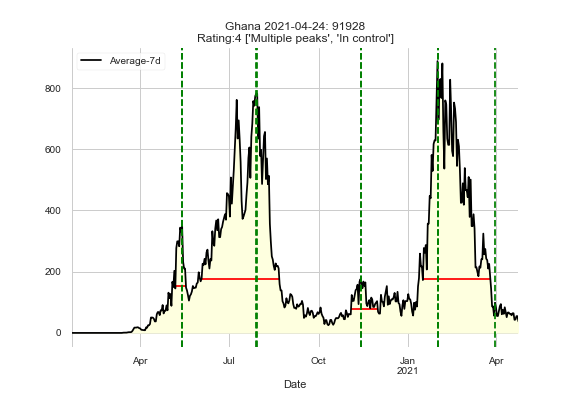 Ghana 2021-04-24: 91928
Rating:4 ['Multiple peaks', 'In control']
Average-7d
800
600
400
200
0
Apr
Jul
Oct
Jan
2021
Apr
Date